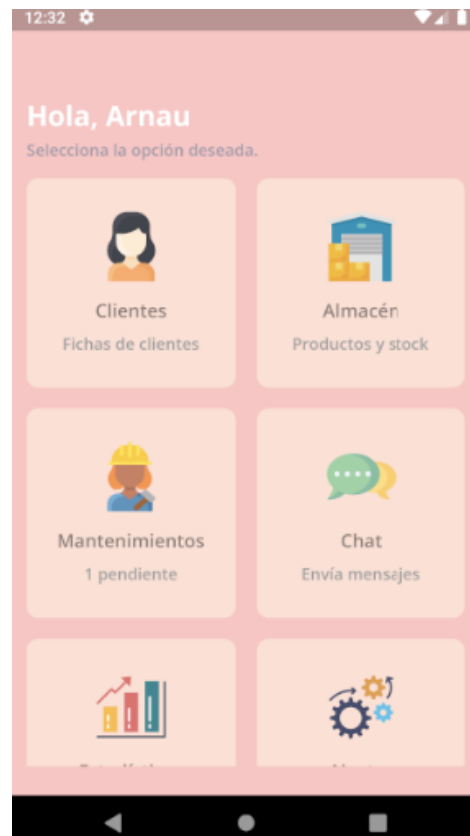 12:32
Hola, Arnau
Selecciona la opción deseada.
Clientes
Fichas de clientes
Almacén
Productos y stock
Mantenimientos
1 pendiente
Chat
Envía mensajes